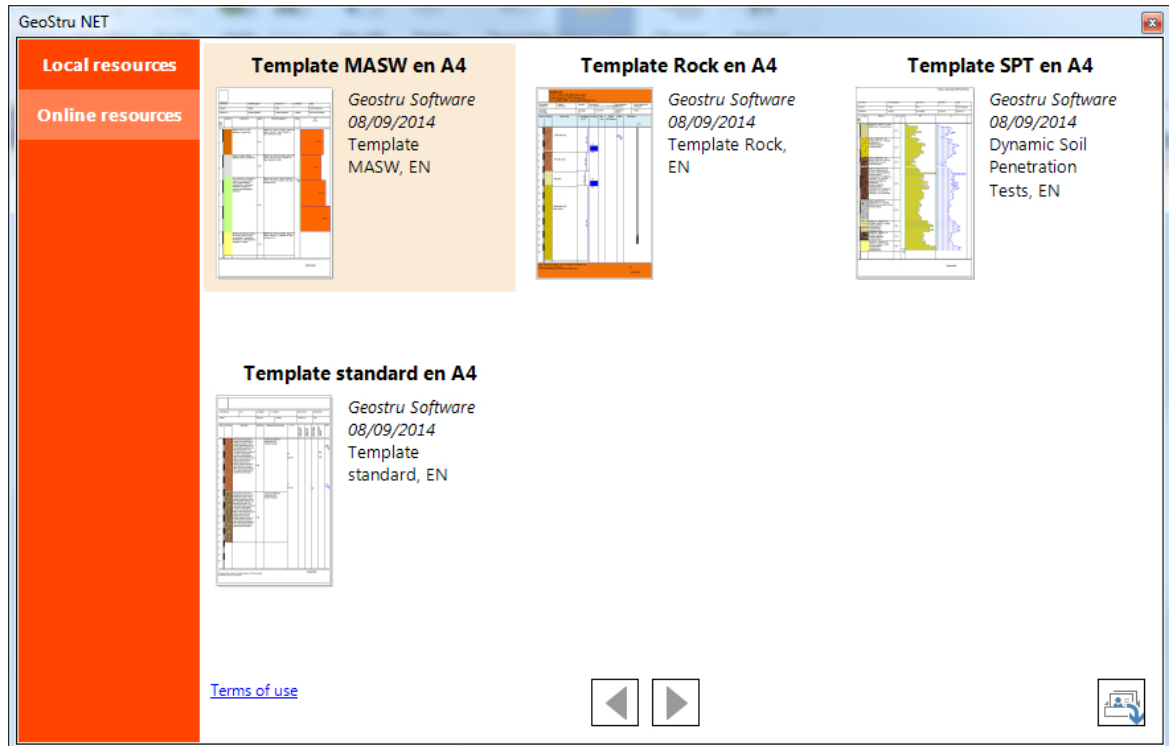 GeoStru NET
Local resources
Online resources
Template MASW en A4
Geostru Software
08/09/2014
Template
MASW, EN
Template Rock en A4
Geostru Software
08/09/2014
Template Rock,
EN
Template SPT en A4
Geostru Software
08/09/2014
Dynamic Soil
Penetration
Tests, EN
Template standard en A4
Geostru Software
08/09/2014
Template
standard, EN
Terms of use